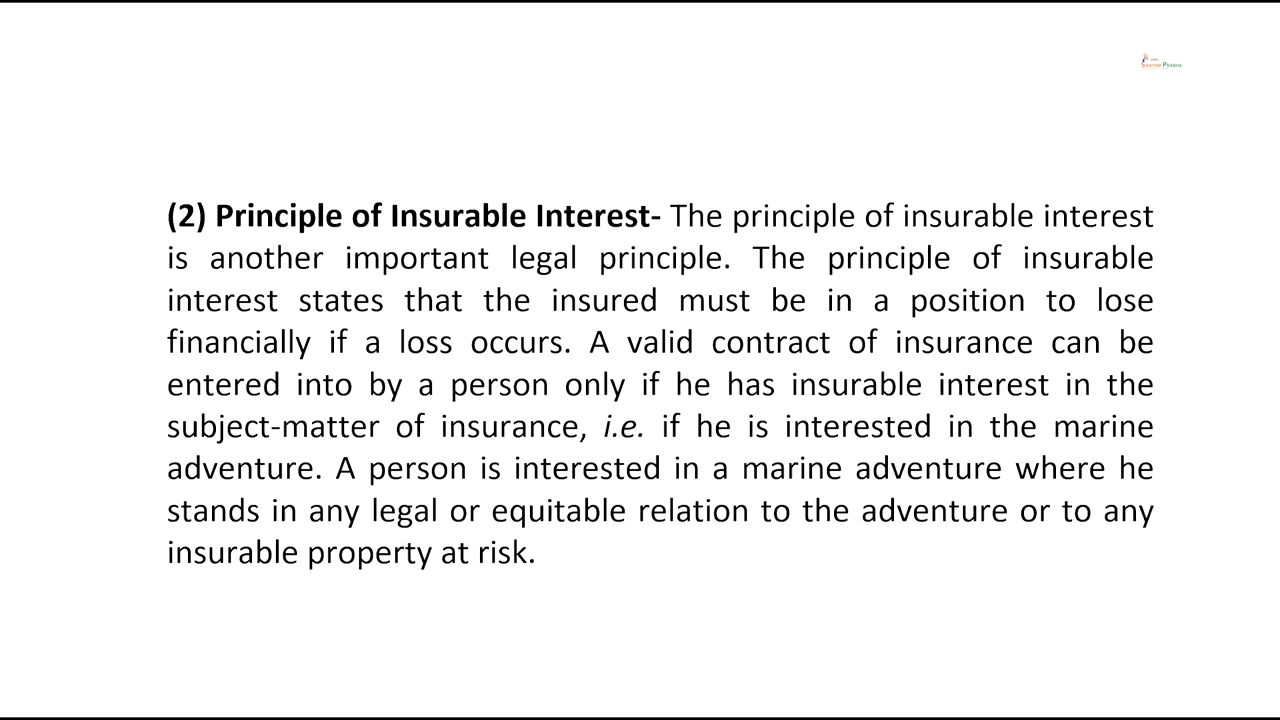 SWAYAM PRABHA
(2) Principle of Insurable Interest- The principle of insurable interest
is another important legal principle. The principle of insurable
interest states that the insured must be in a position to lose
financially if a loss occurs. A valid contract of insurance can be
entered into by a person only if he has insurable interest in the
subject-matter of insurance, i.e. if he is interested in the marine
adventure. A person is interested in a marine adventure where he
stands in any legal or equitable relation to the adventure or to any
insurable property at risk.